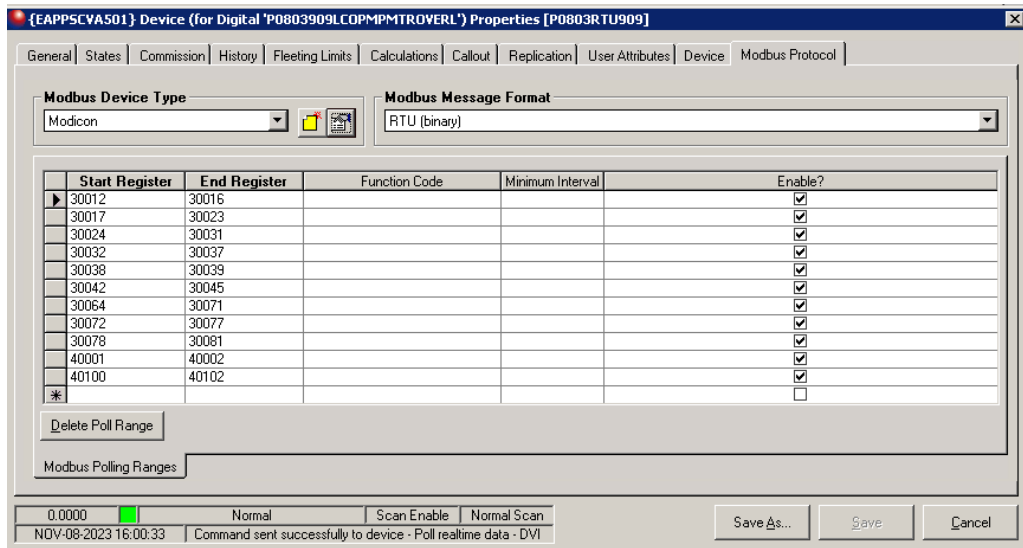 {EAPPSCVA501} Device (for Digital 'P0803909LCOPMPMTROVERL') Properties [P0803RTU909]
General States Commission History Fleeting Limits Calculations Callout Replication User Attributes Device Modbus Protocol
Modbus Device Type Modbus Message Format
Modicon RTU (binary)
Start Register End Register Function Code Minimum Interval Enable?
30012 30016
30017 30023
30024 30031
30032 30037
30038 30039
30042 30045
30064 30071
30072 30077
30078 30081
40001 40002
40100 40102
Delete Poll Range
Modbus Polling Ranges
0.0000 Normal Scan Enable Normal Scan
Save As... Save Cancel
NOV-08-2023 16:00:33 Command sent successfully to device - Poll realtime data - DVI